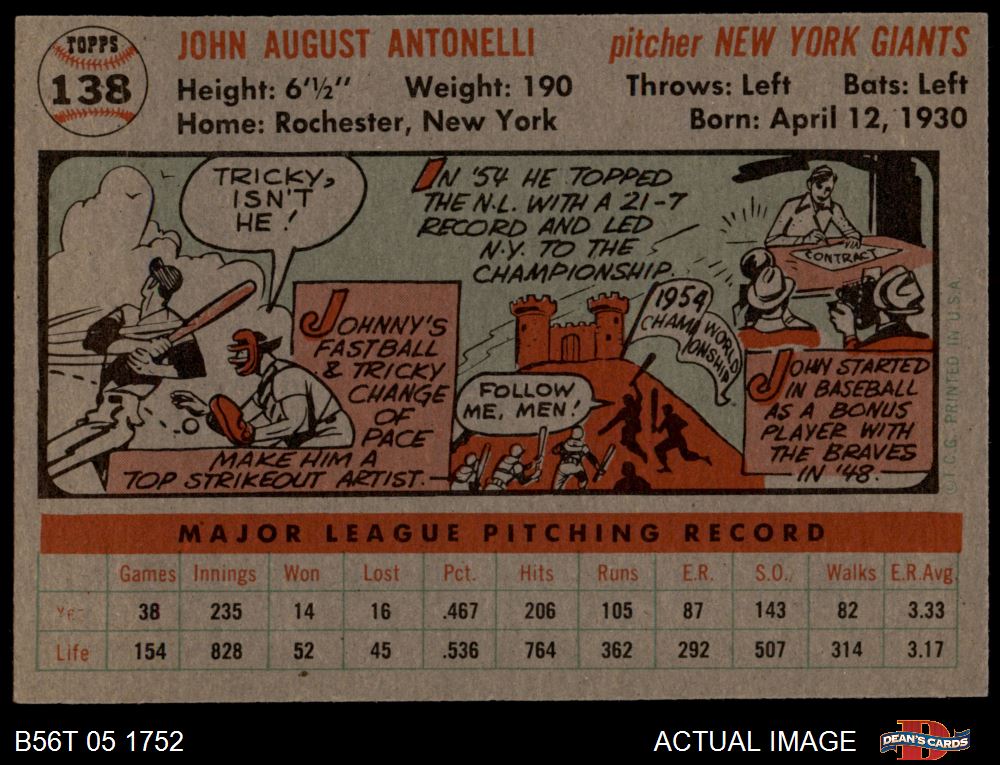 TOPPS
138
JOHN AUGUST ANTONELLI
pitcher NEW YORK GIANTS
Height: 6'½" Weight: 190 Throws: Left Bats: Left
Home: Rochester, New York Born: April 12, 1930
TRICKY,
ISN'T
HE!
JOHNNY'S
FASTBALL
& TRICKY
CHANGE
OF
PACE
MAKE HIM A
TOP STRIKEOUT ARTIST.
IN '54 HE TOPPED
THE N.L. WITH A 21-7
RECORD AND LED
N.Y. TO THE
CHAMPIONSHIP.
1954
WORLD
CHAMPIONSHIP
FOLLOW
ME, MEN!
CONTRACT
JOHN STARTED
IN BASEBALL
AS A BONUS
PLAYER WITH
THE BRAVES
IN '48.
© T.C.G. PRINTED IN U.S.A.
MAJOR LEAGUE PITCHING RECORD
Games Innings Won Lost Pct. Hits Runs E.R. S.O. Walks E.R.Avg.
Year 38 235 14 16 .467 206 105 87 143 82 3.33
Life 154 828 52 45 .536 764 362 292 507 314 3.17
B56T 05 1752
ACTUAL IMAGE
DEAN'S CARDS